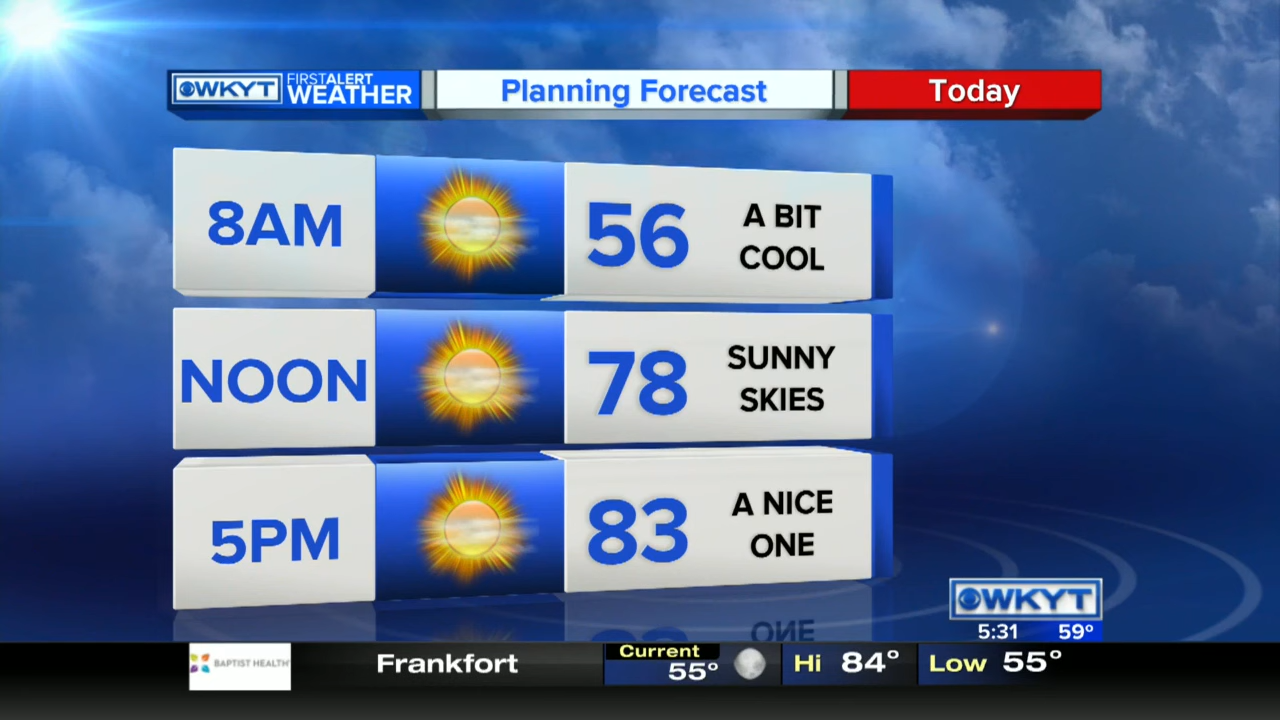 WKYT FIRST ALERT WEATHER Planning Forecast Today
8AM 56 A BIT COOL
NOON 78 SUNNY SKIES
5PM 83 A NICE ONE
ONE
WKYT
5:31 59°
BAPTIST HEALTH Frankfort Current 55° Hi 84° Low 55°